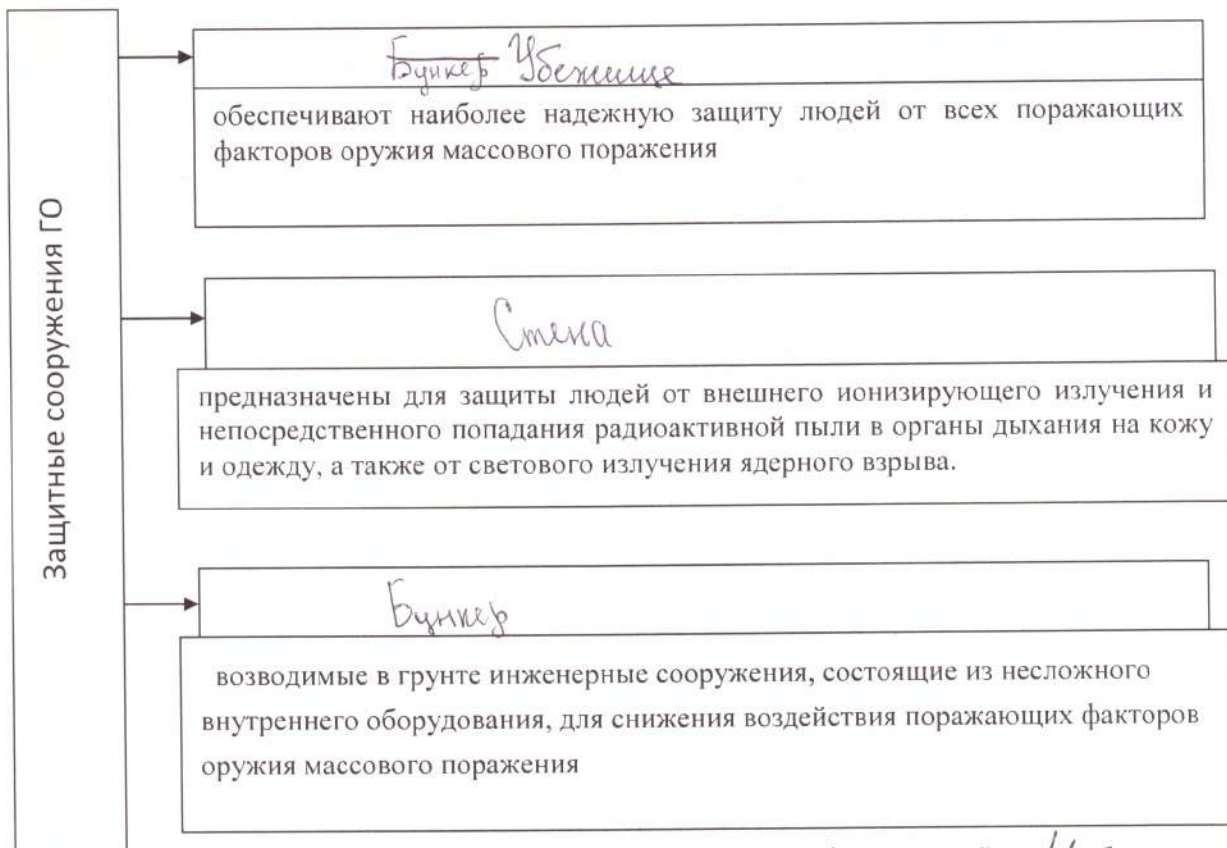 Защитные сооружения ГО
Бункер Убежище
обеспечивают наиболее надежную защиту людей от всех поражающих
факторов оружия массового поражения
Стена
предназначены для защиты людей от внешнего ионизирующего излучения и
непосредственного попадания радиоактивной пыли в органы дыхания на кожу
и одежду, а также от светового излучения ядерного взрыва.
Бункер
возводимые в грунте инженерные сооружения, состоящие из несложного
внутреннего оборудования, для снижения воздействия поражающих факторов
оружия массового поражения